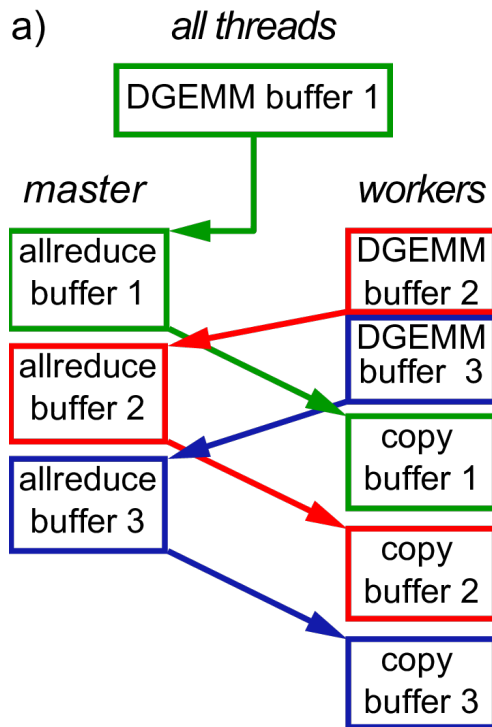 a)
all threads
DGEMM buffer 1
master
workers
allreduce
buffer 1
DGEMM
buffer 2
DGEMM
buffer 3
allreduce
buffer 2
copy
buffer 1
allreduce
buffer 3
copy
buffer 2
copy
buffer 3